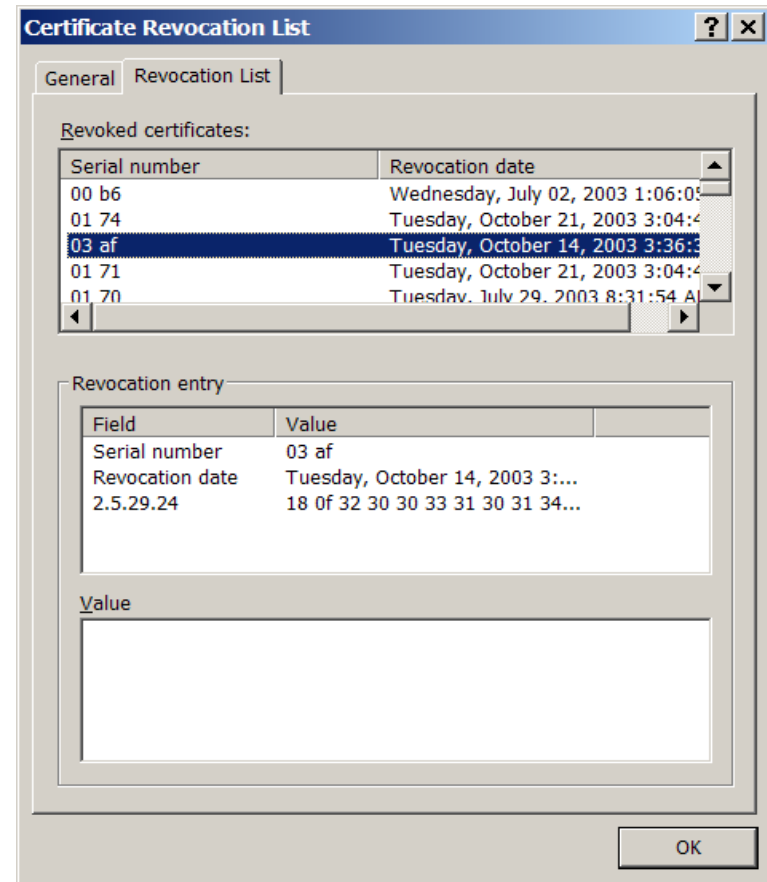 Certificate Revocation List
General Revocation List
Revoked certificates:
Serial number Revocation date
00 b6 Wednesday, July 02, 2003 1:06:05
01 74 Tuesday, October 21, 2003 3:04:4
03 af Tuesday, October 14, 2003 3:36:3
01 71 Tuesday, October 21, 2003 3:04:4
01 70 Tuesday, July 29, 2003 8:31:54 A
Revocation entry
Field Value
Serial number 03 af
Revocation date Tuesday, October 14, 2003 3:...
2.5.29.24 18 0f 32 30 30 33 31 30 31 34...
Value
OK